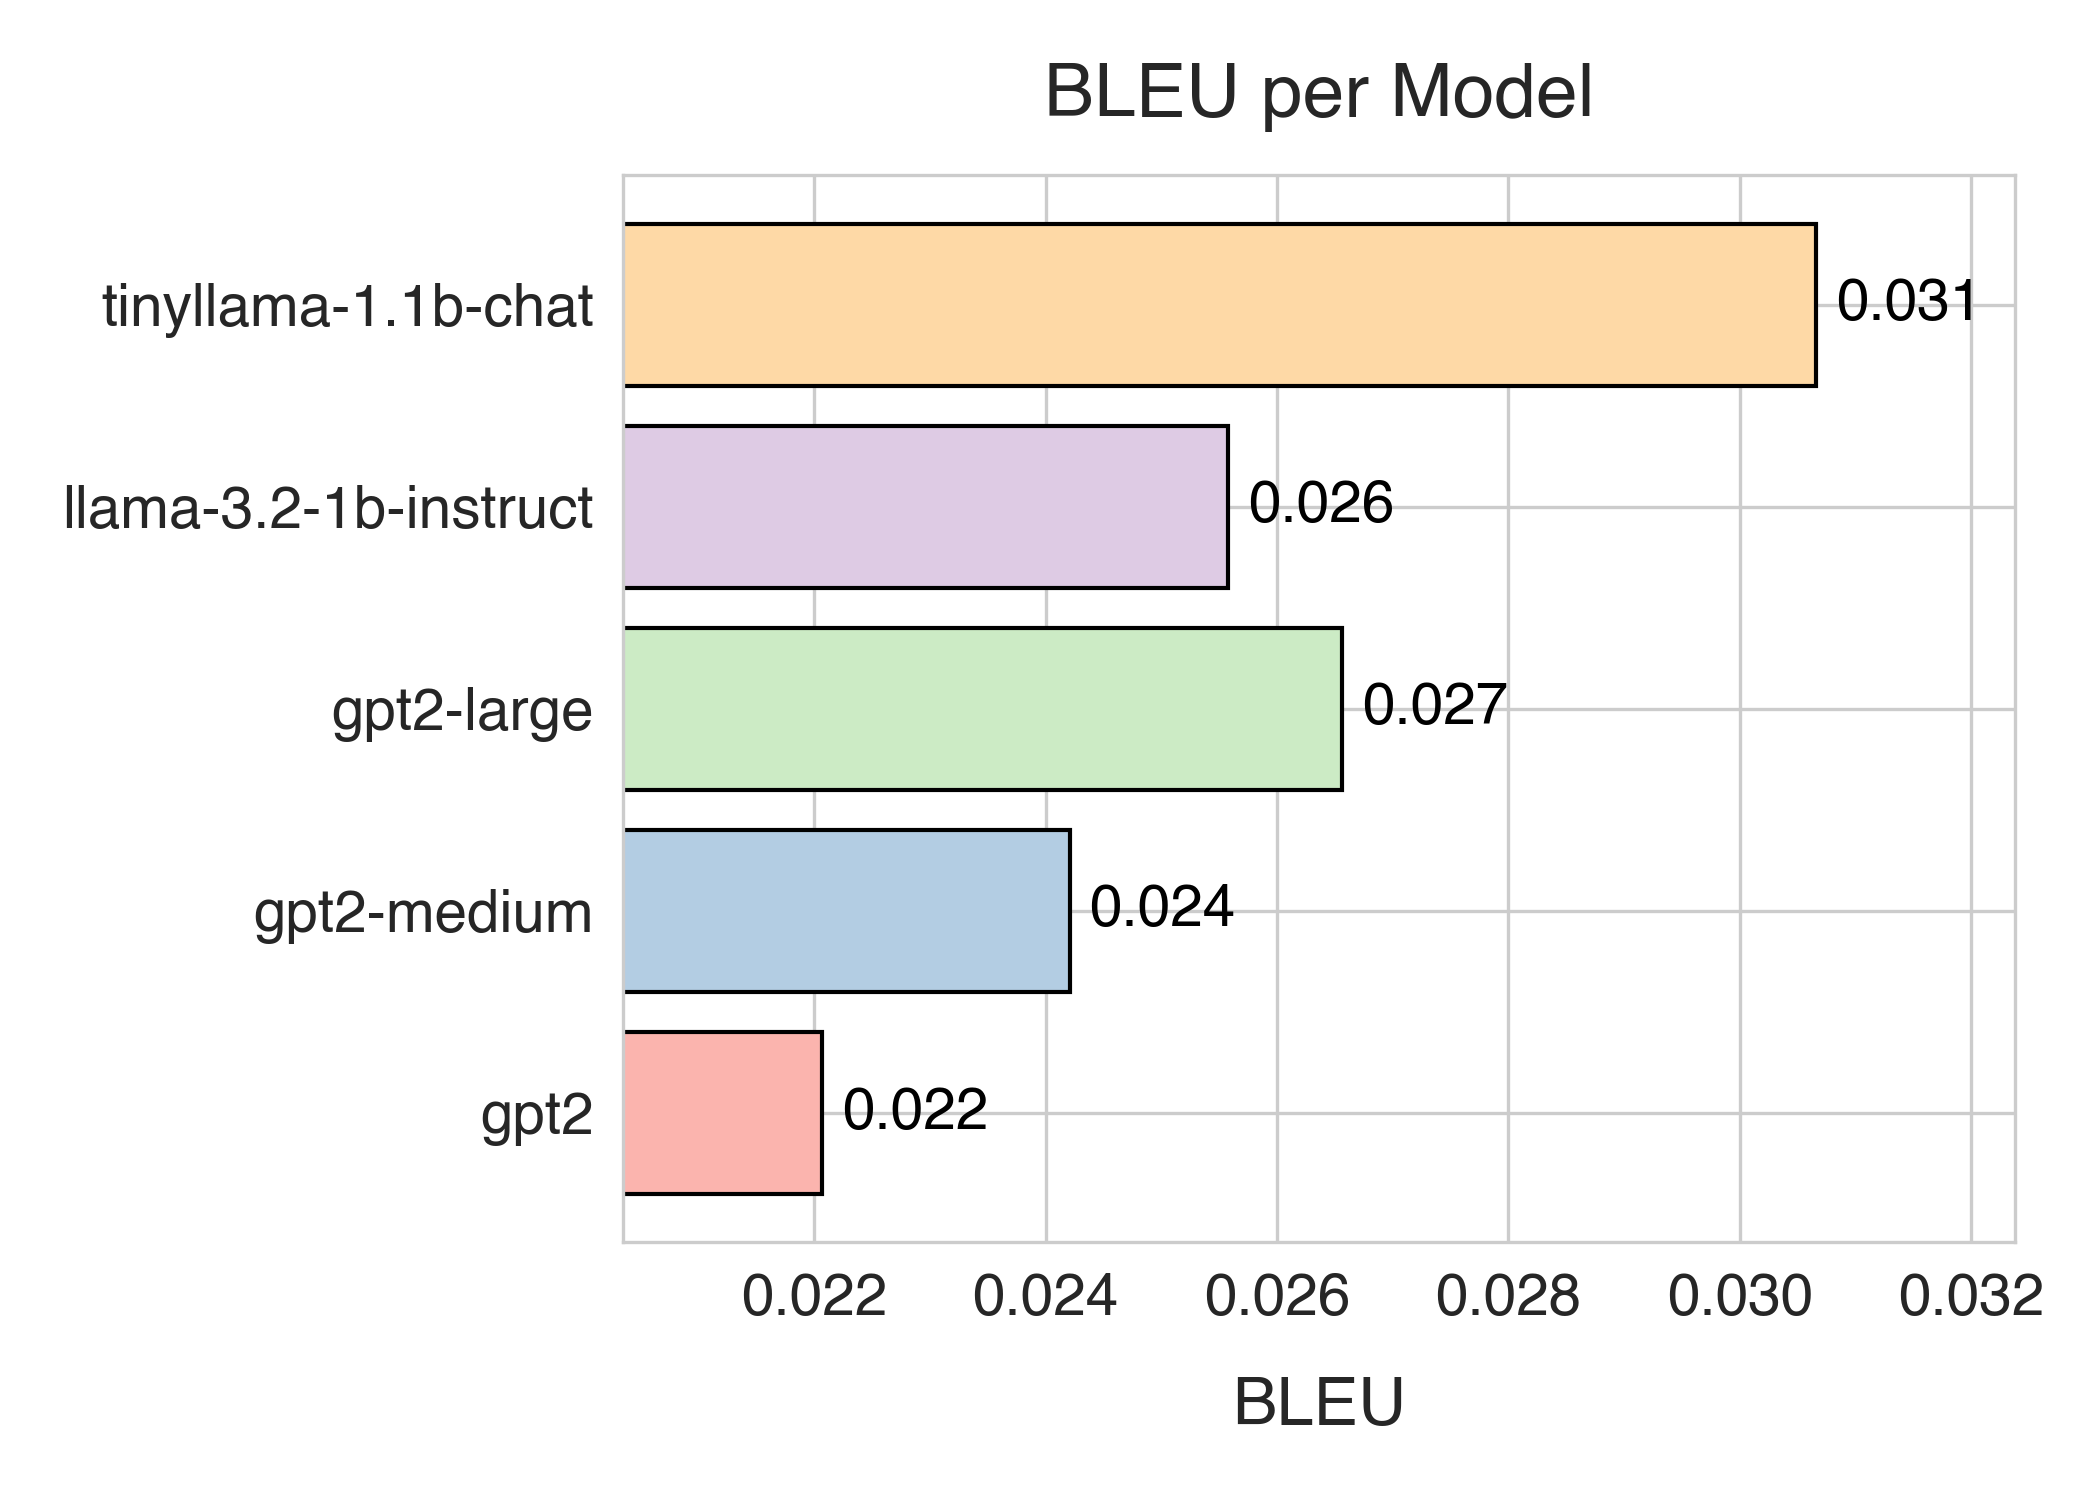 BLEU per Model
tinyllama-1.1b-chat
0.031
llama-3.2-1b-instruct
0.026
gpt2-large
0.027
gpt2-medium
0.024
gpt2
0.022
0.022 0.024 0.026 0.028 0.030 0.032
BLEU